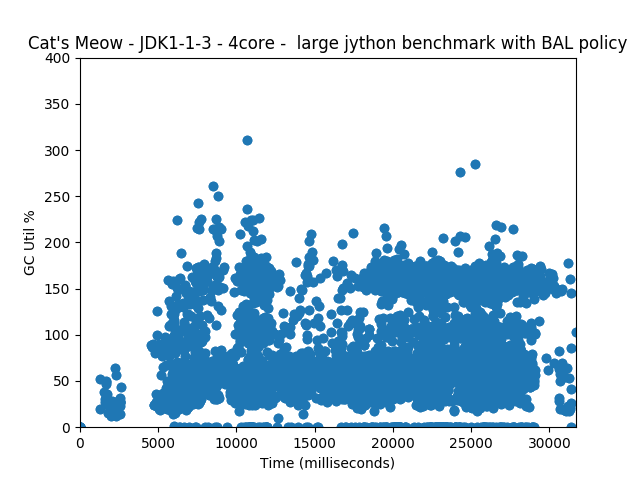 Cat's Meow - JDK1-1-3 - 4core -  large jython benchmark with BAL policy
400
350
300
250
200
150
100
50
0
GC Util %
0 5000 10000 15000 20000 25000 30000
Time (milliseconds)